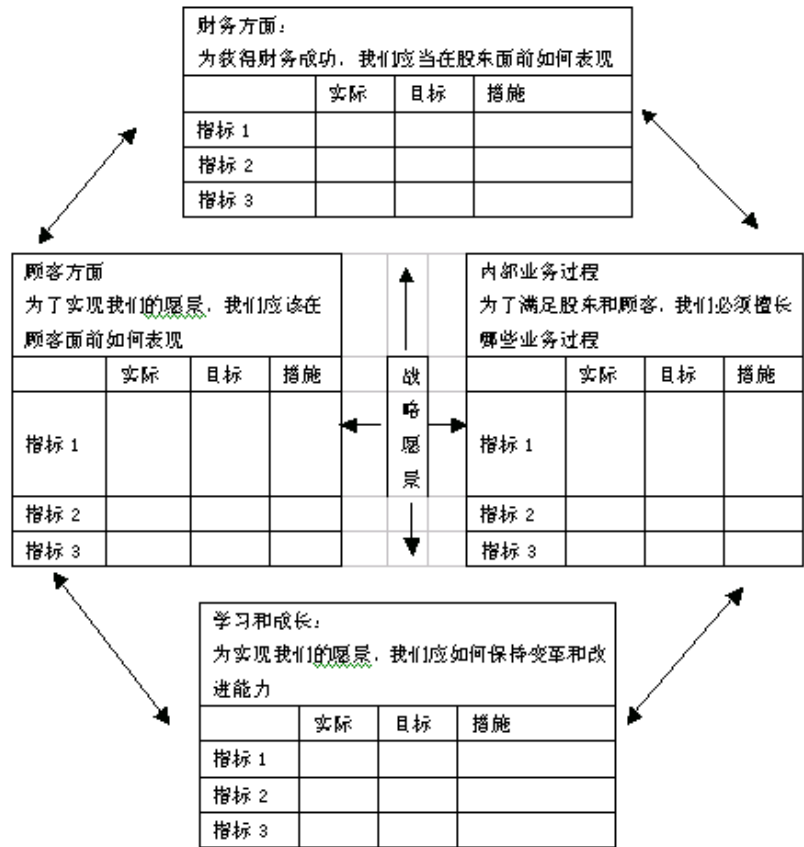 财务方面：
为获得财务成功，我们应当在股东面前如何表现
实际 目标 措施
指标 1
指标 2
指标 3
顾客方面
为了实现我们的愿景，我们应该在
顾客面前如何表现
实际 目标 措施
指标 1
指标 2
指标 3
战
略
愿
景
内部业务过程
为了满足股东和顾客，我们必须擅长
哪些业务过程
实际 目标 措施
指标 1
指标 2
指标 3
学习和成长：
为实现我们的愿景，我们应如何保持变革和改
进能力
实际 目标 措施
指标 1
指标 2
指标 3